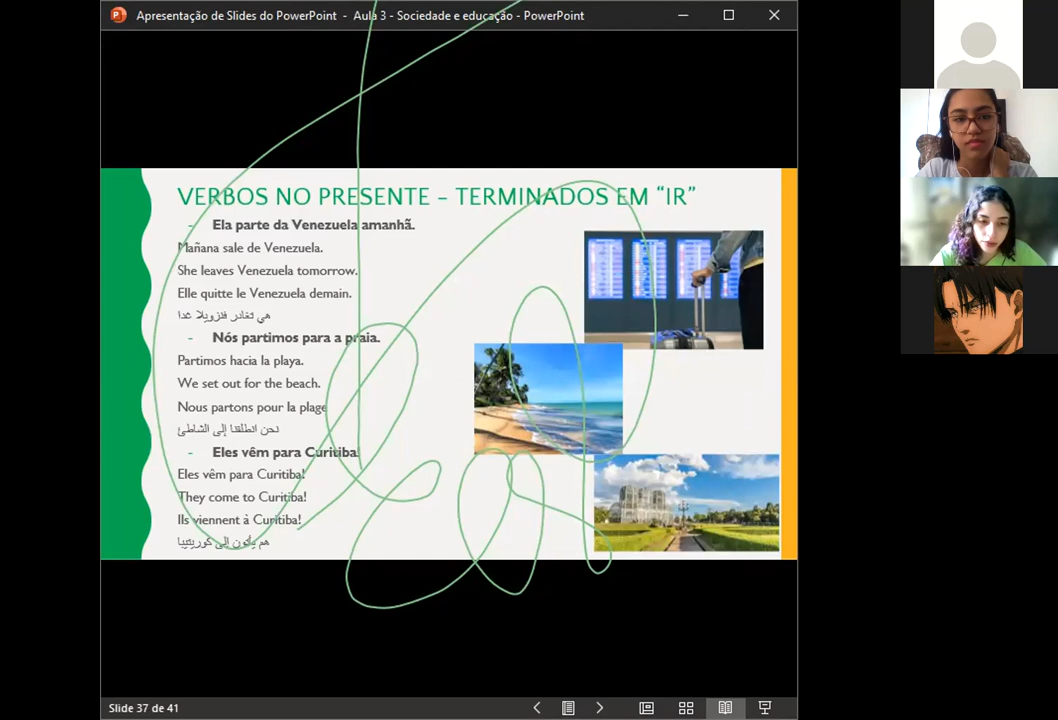 Apresentação de Slides do PowerPoint - Aula 3 - Sociedade e educação - PowerPoint
VERBOS NO PRESENTE – TERMINADOS EM “IR”
- Ela parte da Venezuela amanhã.
Mañana sale de Venezuela.
She leaves Venezuela tomorrow.
Elle quitte le Venezuela demain.
هي تغادر فنزويلا غدا
- Nós partimos para a praia.
Partimos hacia la playa.
We set out for the beach.
Nous partons pour la plage
نحن انطلقنا إلى الشاطئ
- Eles vêm para Curitiba!
Eles vêm para Curitiba!
They come to Curitiba!
Ils viennent à Curitiba!
هم يأتون إلى كوريتيبا
Slide 37 de 41